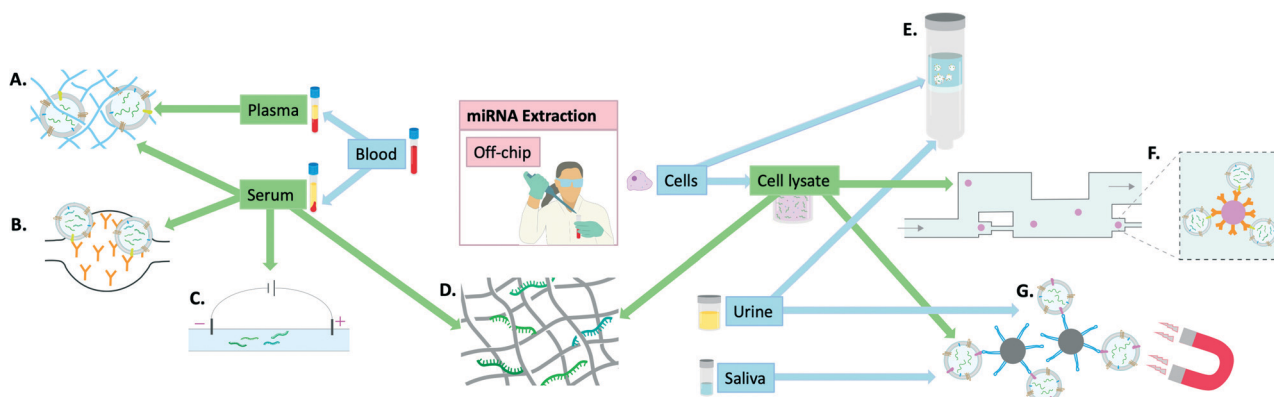 A.
Plasma
Blood
Serum
B.
C.
−
+
miRNA Extraction
Off-chip
D.
E.
Cells
Cell lysate
F.
Urine
G.
Saliva